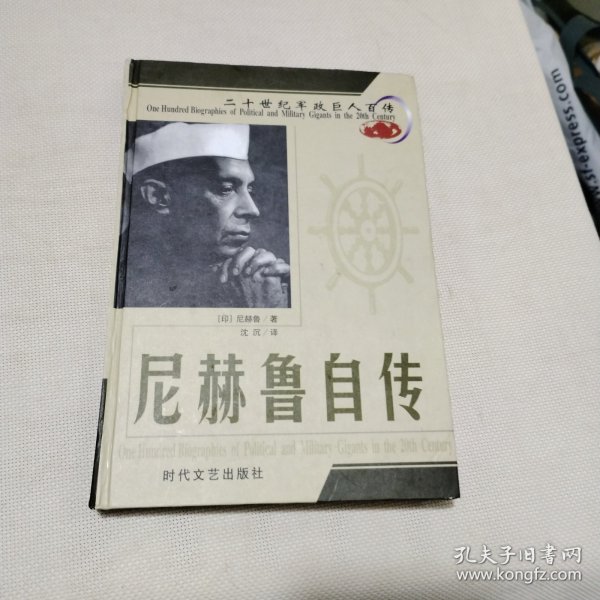 二十世纪军政巨人百传
One Hundred Biographies of Political and Military Gigants in the 20th Century
[印] 尼赫鲁/著
沈沉/译
尼赫鲁自传
One Hundred Biographies of Political and Military Gigants in the 20th Century
时代文艺出版社
sf-express.com
孔夫子旧书网
www.kongfz.com